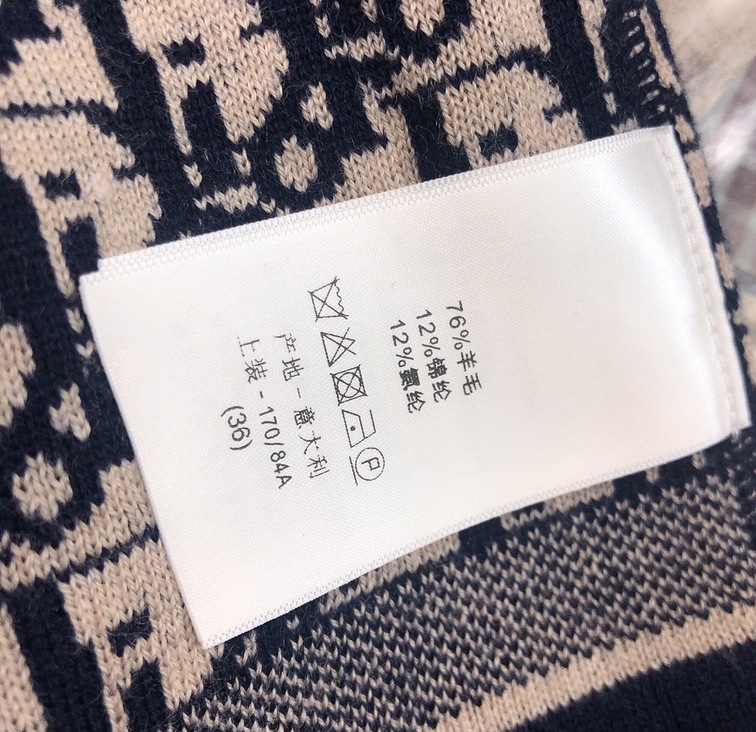 76%羊毛
12%锦纶
12%氨纶
P
产地 - 意大利
上装 - 170/84A
(36)